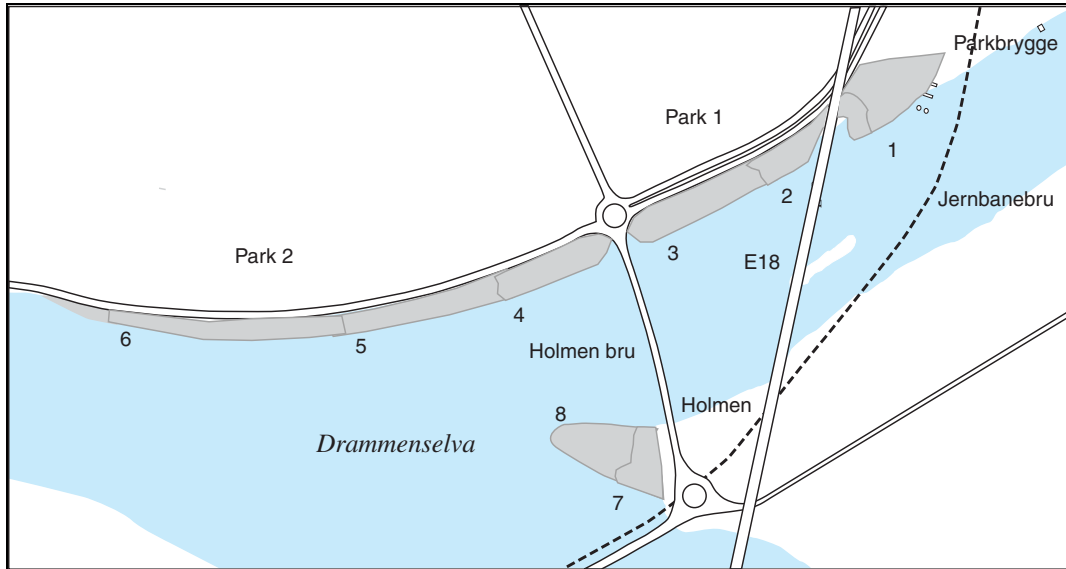 Parkbrygge
Park 1
1
2
Jernbanebru
3
Park 2
E18
4
6
5
Holmen bru
Holmen
8
Drammenselva
7